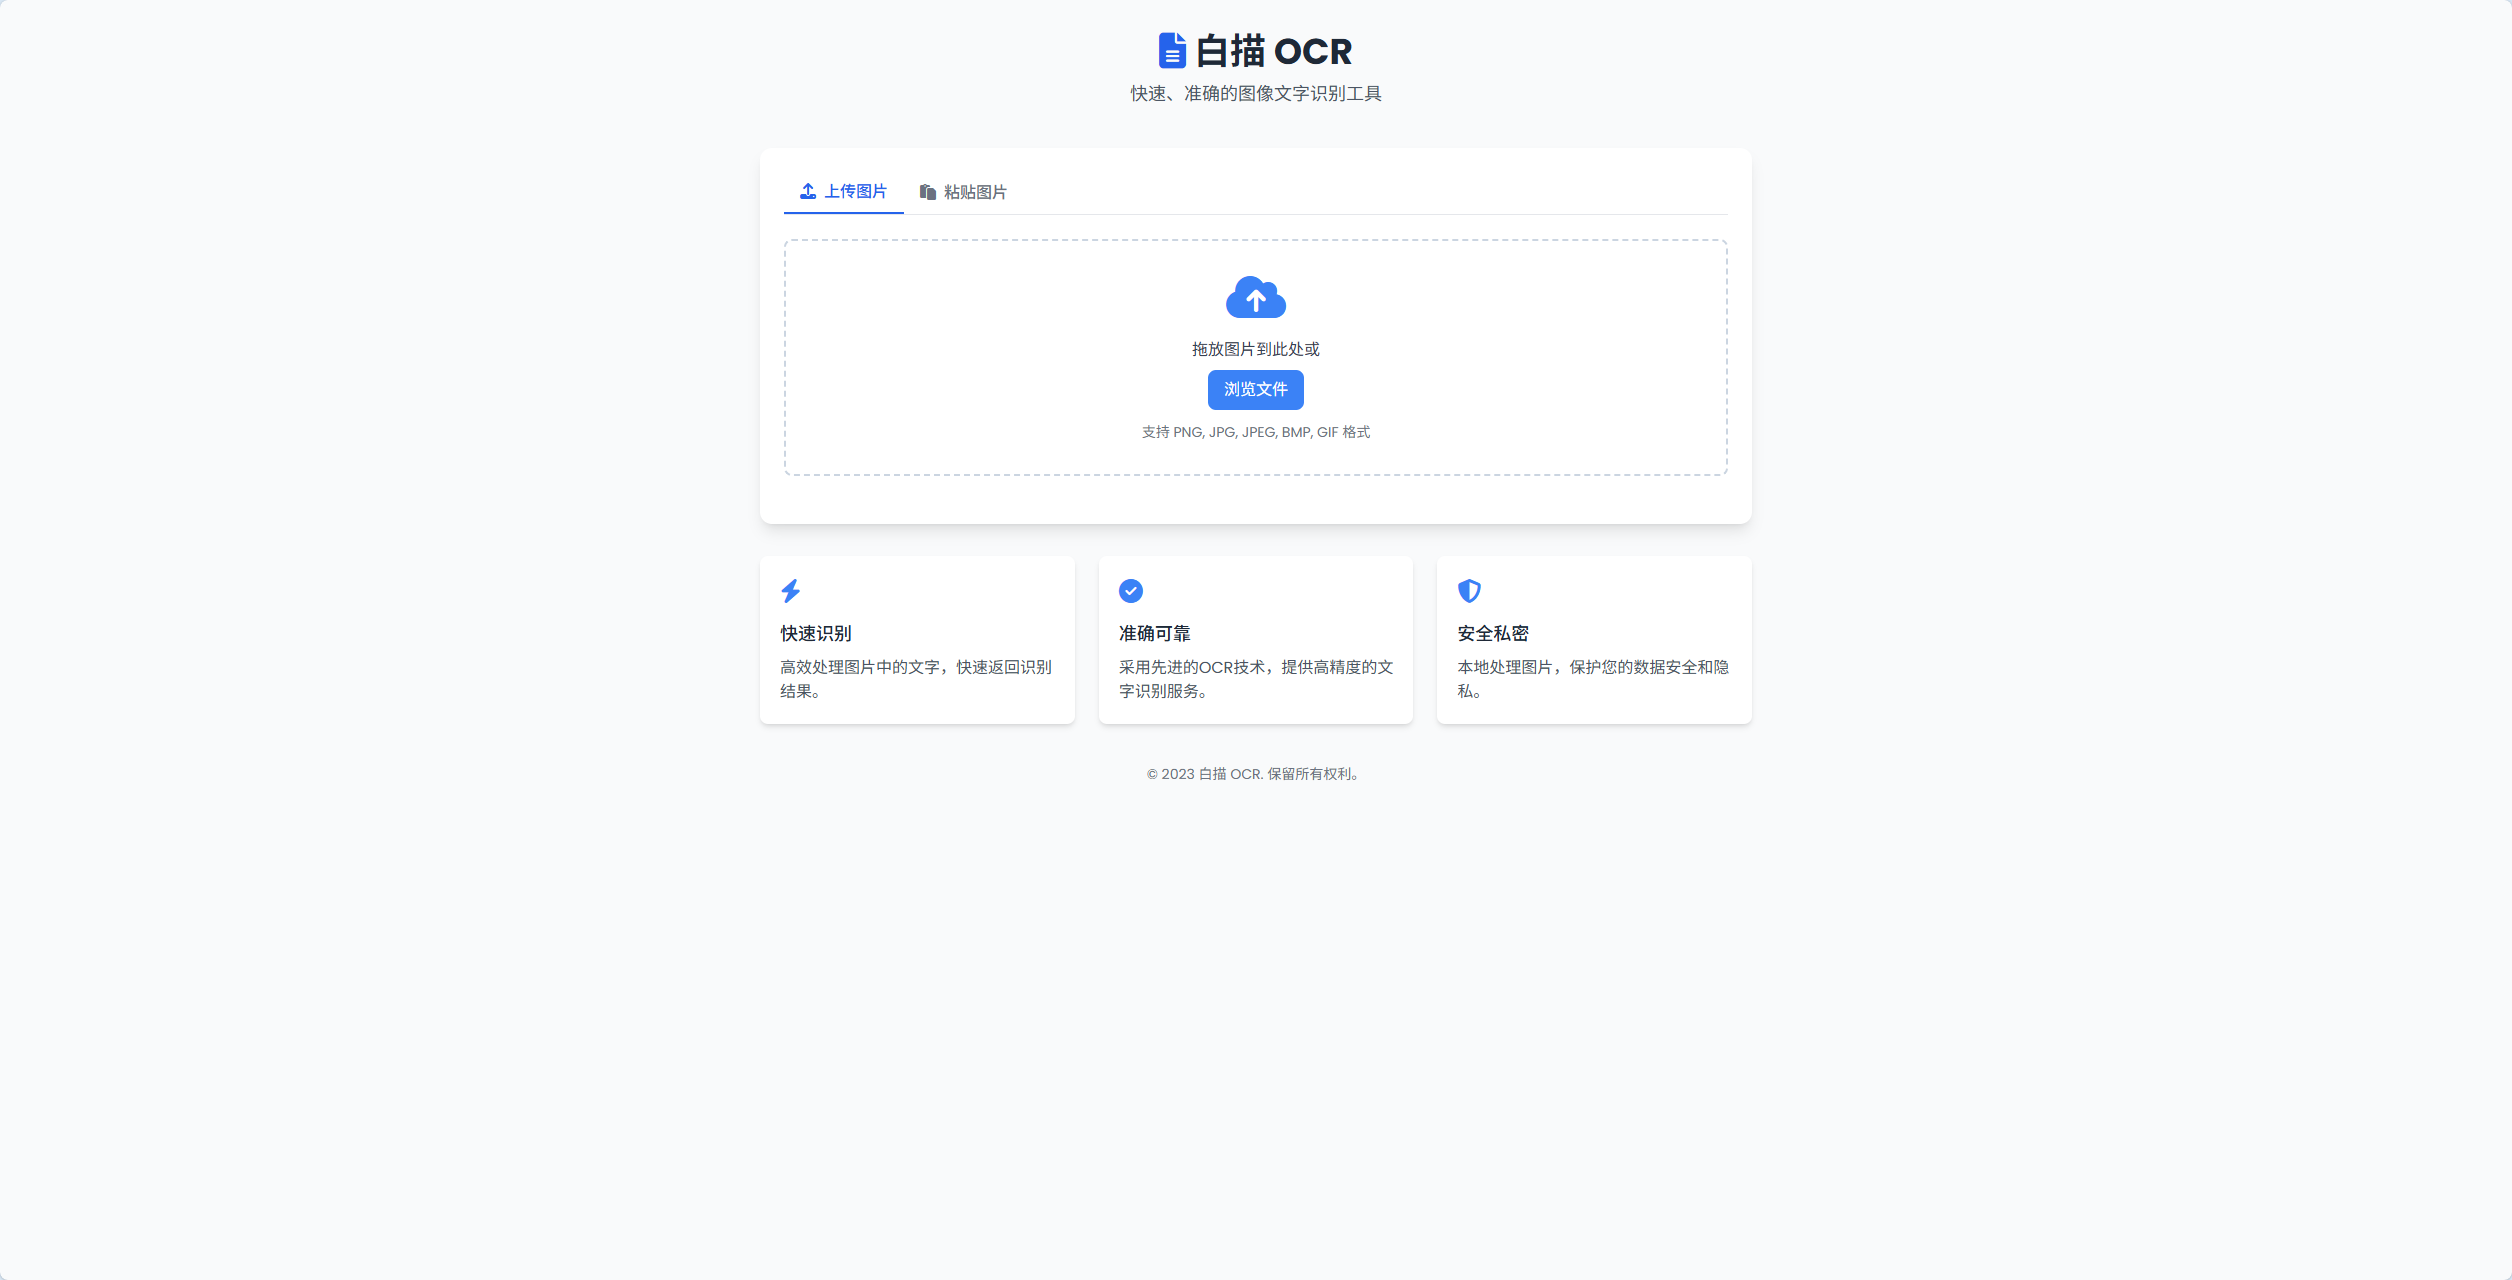 白描 OCR
快速、准确的图像文字识别工具
上传图片
粘贴图片
拖放图片到此处或
浏览文件
支持 PNG, JPG, JPEG, BMP, GIF 格式
快速识别
高效处理图片中的文字，快速返回识别
结果。
准确可靠
采用先进的OCR技术，提供高精度的文
字识别服务。
安全私密
本地处理图片，保护您的数据安全和隐
私。
© 2023 白描 OCR. 保留所有权利。